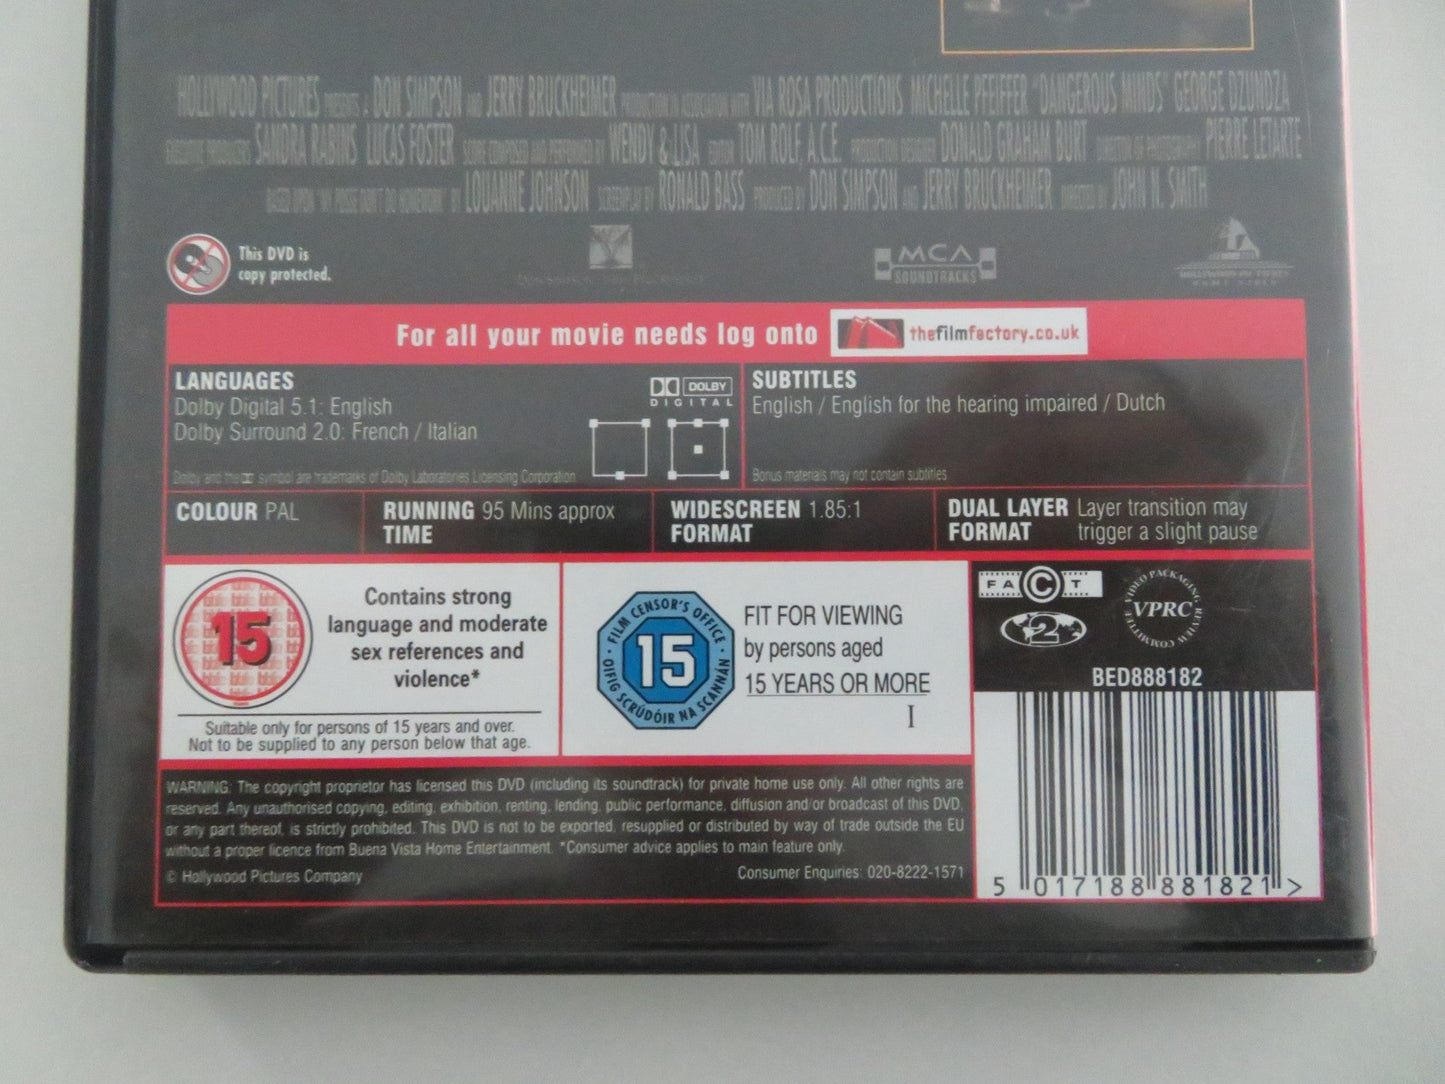 HOLLYWOOD PICTURES PRESENTS A DON SIMPSON AND JERRY BRUCKHEIMER PRODUCTION IN ASSOCIATION WITH VIA ROSA PRODUCTIONS MICHELLE PFEIFFER "DANGEROUS MINDS" GEORGE DZUNDZA
EXECUTIVE PRODUCERS SANDRA RABINS LUCAS FOSTER SCORE COMPOSED AND PERFORMED BY WENDY & LISA EDITOR TOM ROLF, A.C.E. PRODUCTION DESIGNER DONALD GRAHAM BURT DIRECTOR OF PHOTOGRAPHY PIERRE LETARTE
BASED UPON "MY POSSE DON'T DO HOMEWORK" BY LOUANNE JOHNSON SCREENPLAY BY RONALD BASS PRODUCED BY DON SIMPSON AND JERRY BRUCKHEIMER DIRECTED BY JOHN N. SMITH
This DVD is
copy protected.
MCA
SOUNDTRACKS
HOLLYWOOD PICTURES
HOME VIDEO
For all your movie needs log onto thefilmfactory.co.uk
LANGUAGES
Dolby Digital 5.1: English
Dolby Surround 2.0: French / Italian
DOLBY
DIGITAL
Dolby and the DD symbol are trademarks of Dolby Laboratories Licensing Corporation
SUBTITLES
English / English for the hearing impaired / Dutch
Bonus materials may not contain subtitles
COLOUR PAL
RUNNING 95 Mins approx
TIME
WIDESCREEN 1.85:1
FORMAT
DUAL LAYER Layer transition may
FORMAT trigger a slight pause
15
Contains strong
language and moderate
sex references and
violence*
Suitable only for persons of 15 years and over.
Not to be supplied to any person below that age.
FILM CENSOR'S OFFICE
15
OIFIG SCRÚDÓIR NA SCANNÁN
FIT FOR VIEWING
by persons aged
15 YEARS OR MORE
I
FACT
2
VIDEO PACKAGING REVIEW COMMITTEE
VPRC
BED888182
5 017188 881821 >
WARNING: The copyright proprietor has licensed this DVD (including its soundtrack) for private home use only. All other rights are
reserved. Any unauthorised copying, editing, exhibition, renting, lending, public performance, diffusion and/or broadcast of this DVD,
or any part thereof, is strictly prohibited. This DVD is not to be exported, resupplied or distributed by way of trade outside the EU
without a proper licence from Buena Vista Home Entertainment. *Consumer advice applies to main feature only.
© Hollywood Pictures Company
Consumer Enquiries: 020-8222-1571